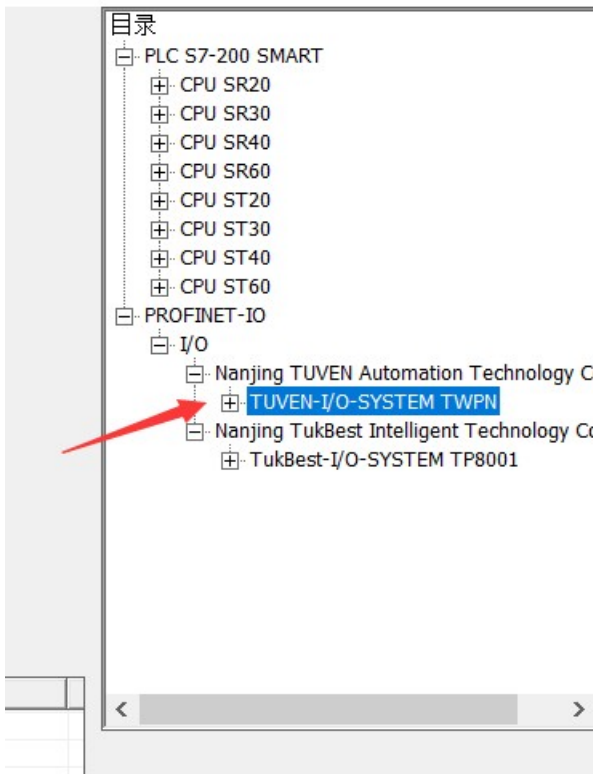 目录
PLC S7-200 SMART
CPU SR20
CPU SR30
CPU SR40
CPU SR60
CPU ST20
CPU ST30
CPU ST40
CPU ST60
PROFINET-IO
I/O
Nanjing TUVEN Automation Technology C
TUVEN-I/O-SYSTEM TWPN
Nanjing TukBest Intelligent Technology Co
TukBest-I/O-SYSTEM TP8001